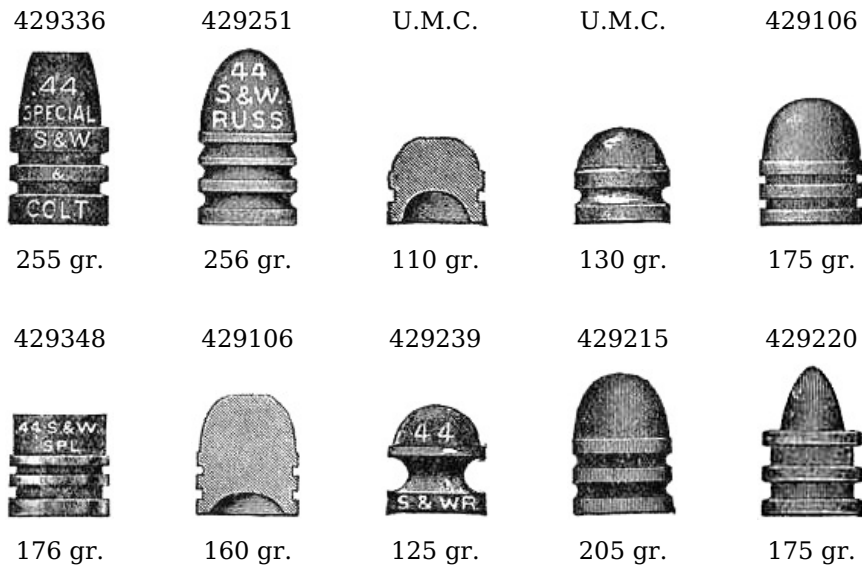 429336 429251 U.M.C. U.M.C. 429106
.44 SPECIAL S&W & COLT
.44 S&W. RUSS
255 gr. 256 gr. 110 gr. 130 gr. 175 gr.
429348 429106 429239 429215 429220
.44 S.&W. SPL.
44 S&WR
176 gr. 160 gr. 125 gr. 205 gr. 175 gr.